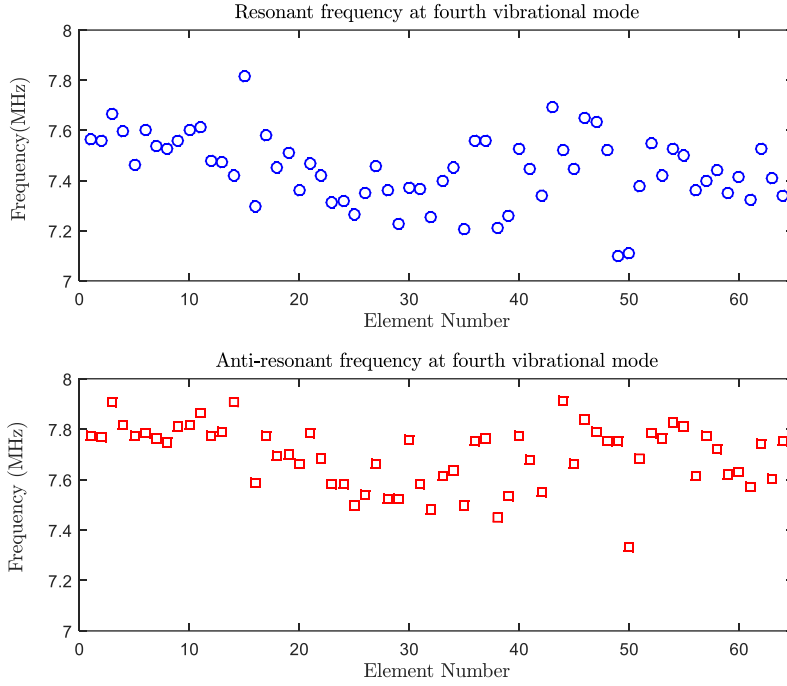 Resonant frequency at fourth vibrational mode
8
7.8
7.6
7.4
7.2
7
Frequency(MHz)
0 10 20 30 40 50 60
Element Number
Anti-resonant frequency at fourth vibrational mode
8
7.8
7.6
7.4
7.2
7
Frequency (MHz)
0 10 20 30 40 50 60
Element Number